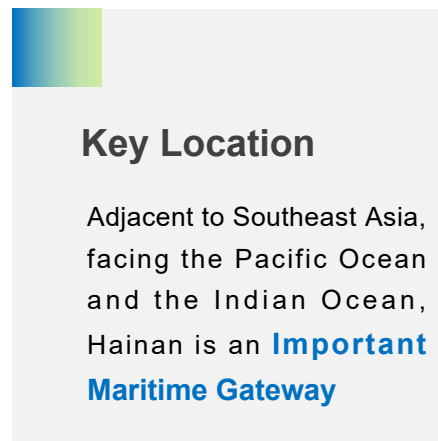 Key Location
Adjacent to Southeast Asia,
facing the Pacific Ocean
and the Indian Ocean,
Hainan is an Important
Maritime Gateway